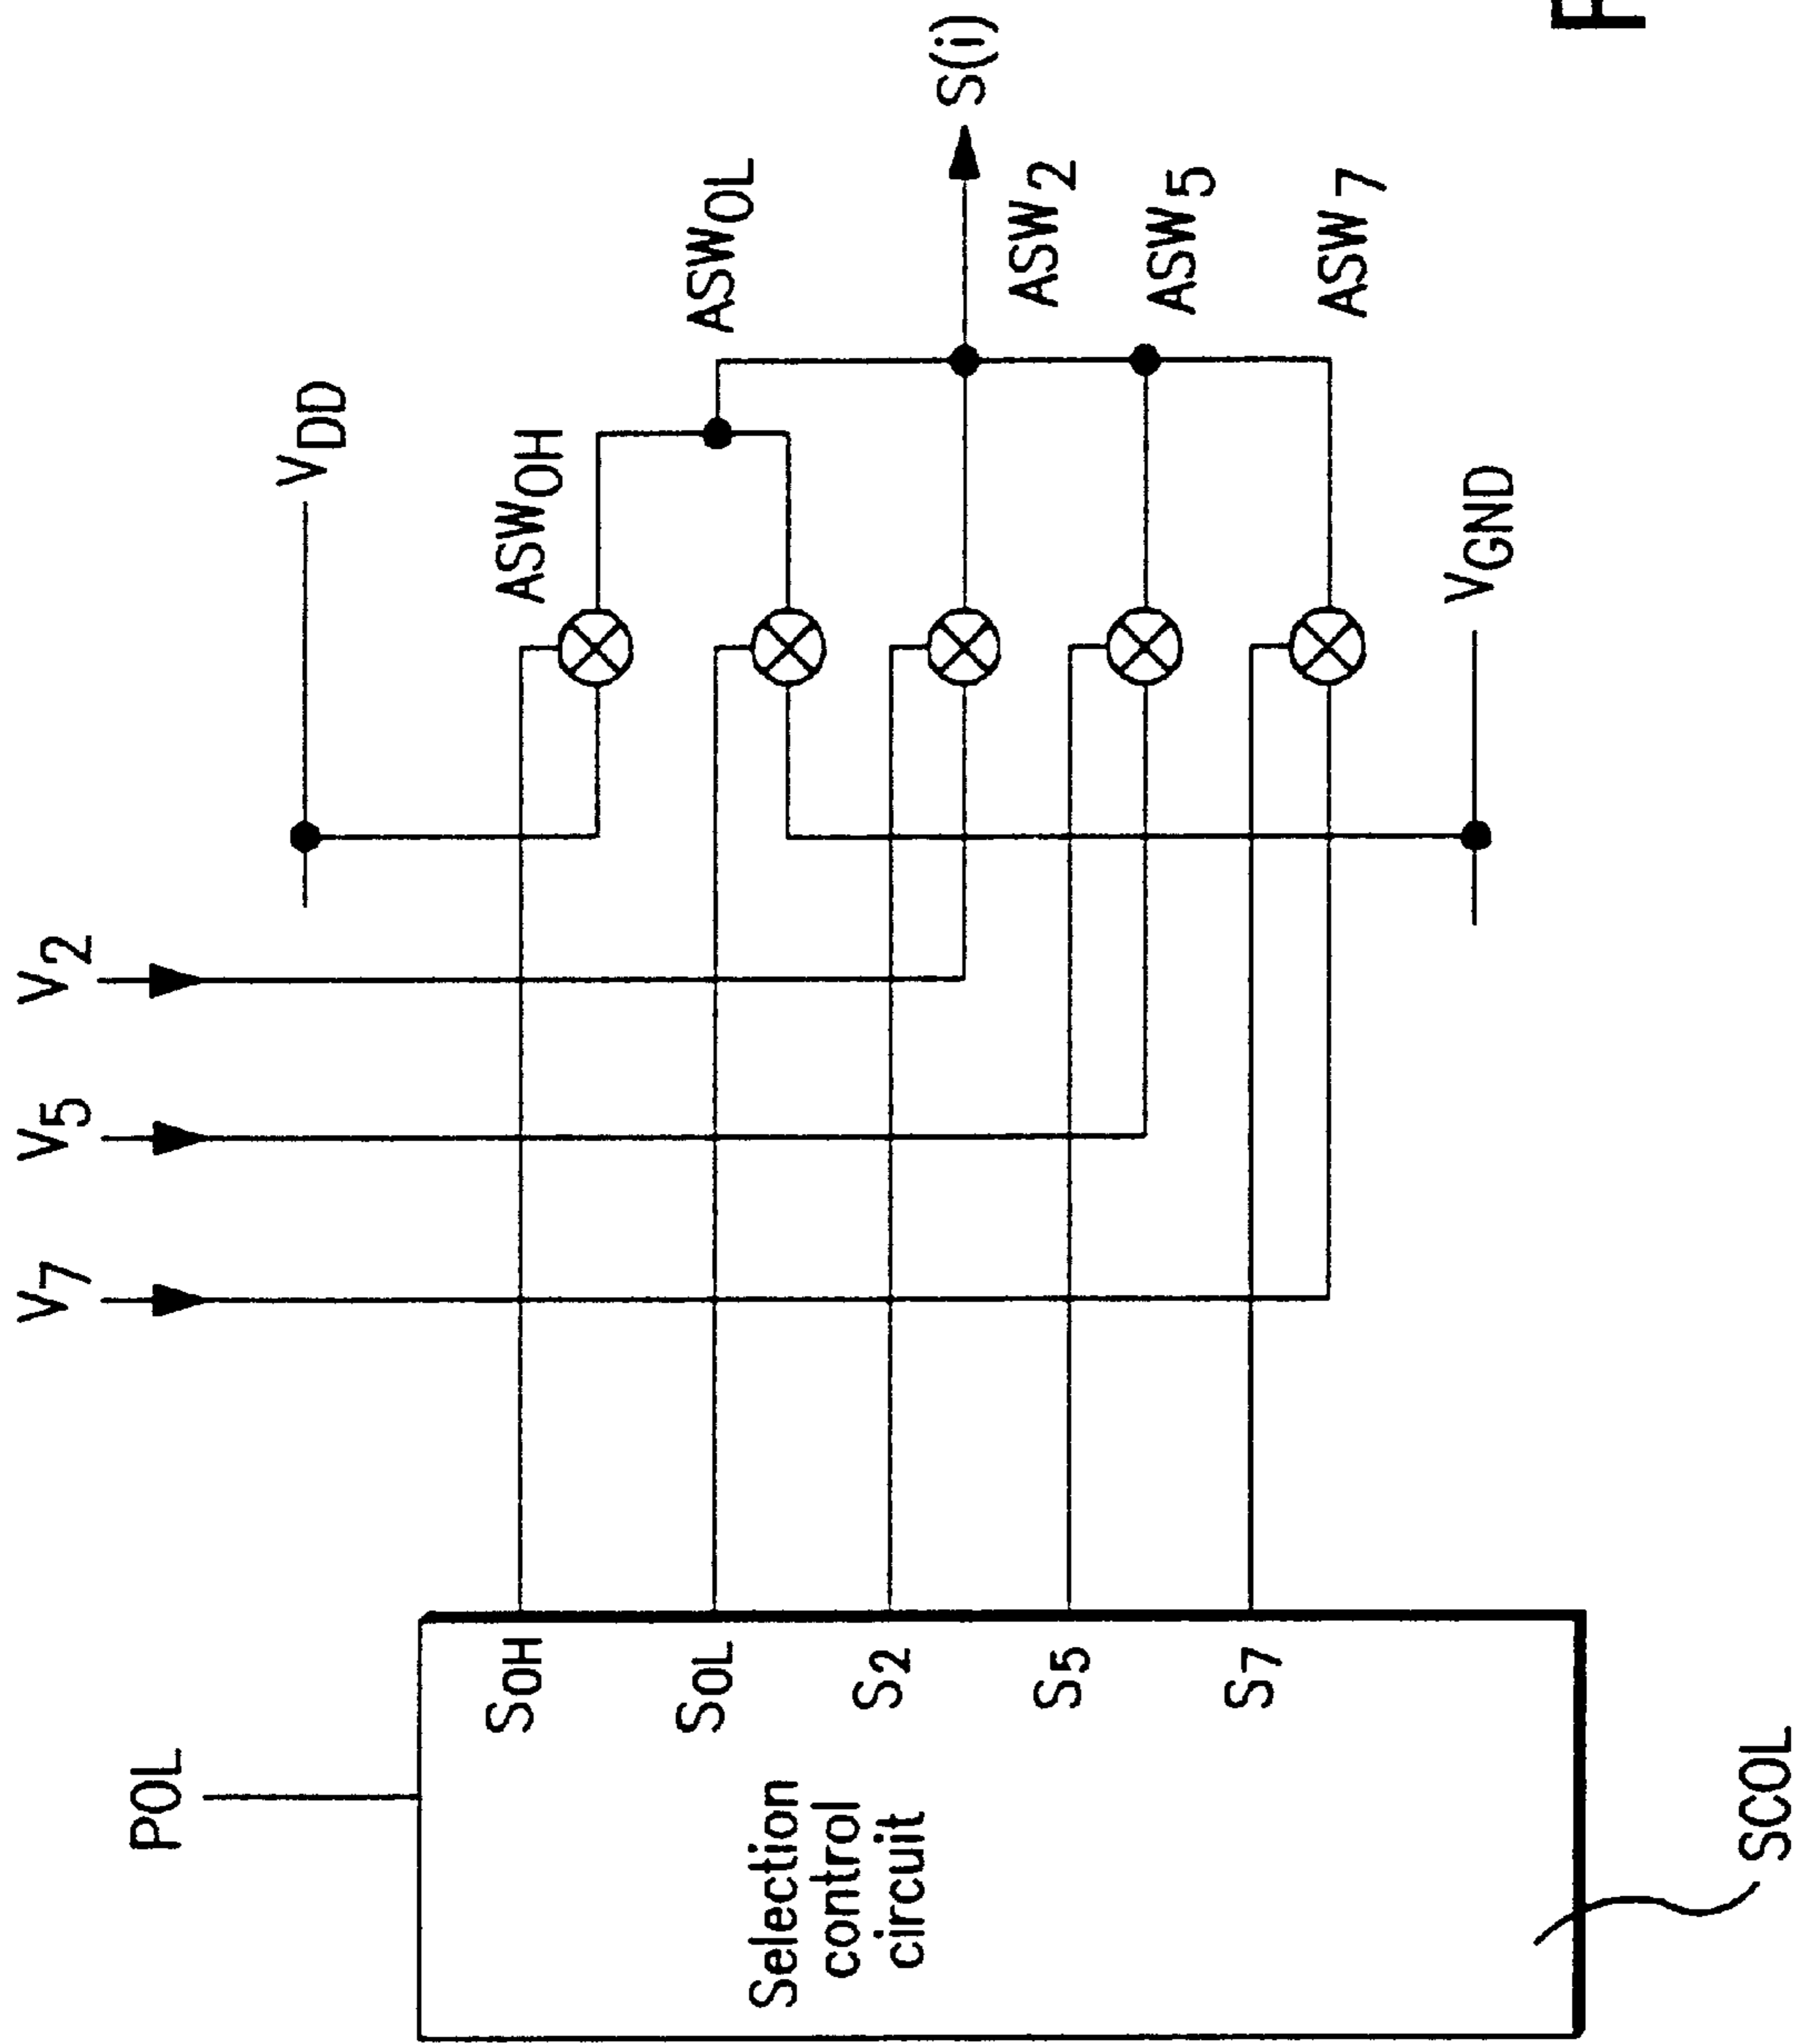 POL
V7
V5
V2
VDD
SOH
SOL
S2
S5
S7
Selection
control
circuit
SCOL
ASWOH
ASWOL
S(i)
ASW2
ASW5
ASW7
VGND